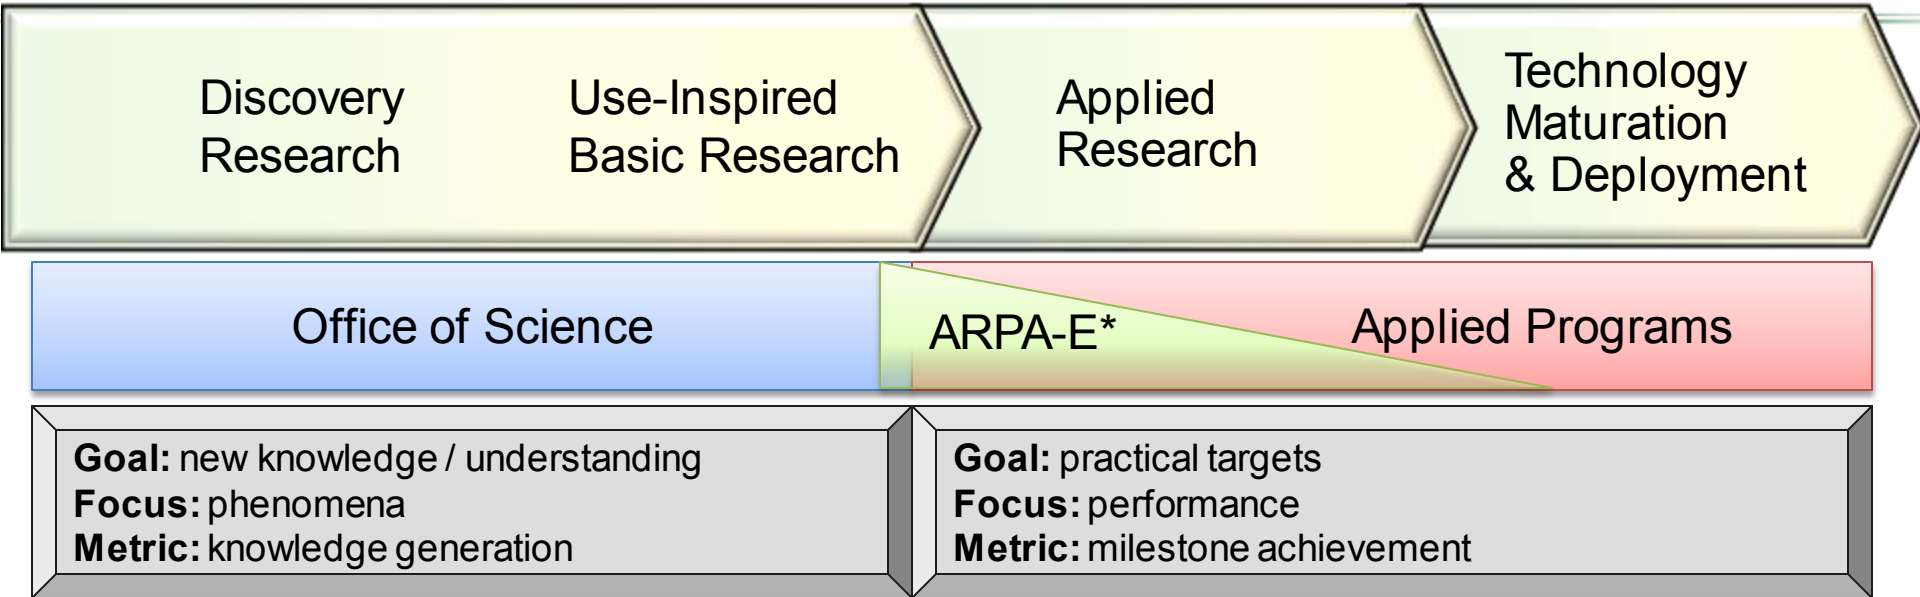 Discovery
Research
Use-Inspired
Basic Research
Applied
Research
Technology
Maturation
& Deployment
Office of Science
ARPA-E*
Applied Programs
Goal: new knowledge / understanding
Focus: phenomena
Metric: knowledge generation
Goal: practical targets
Focus: performance
Metric: milestone achievement